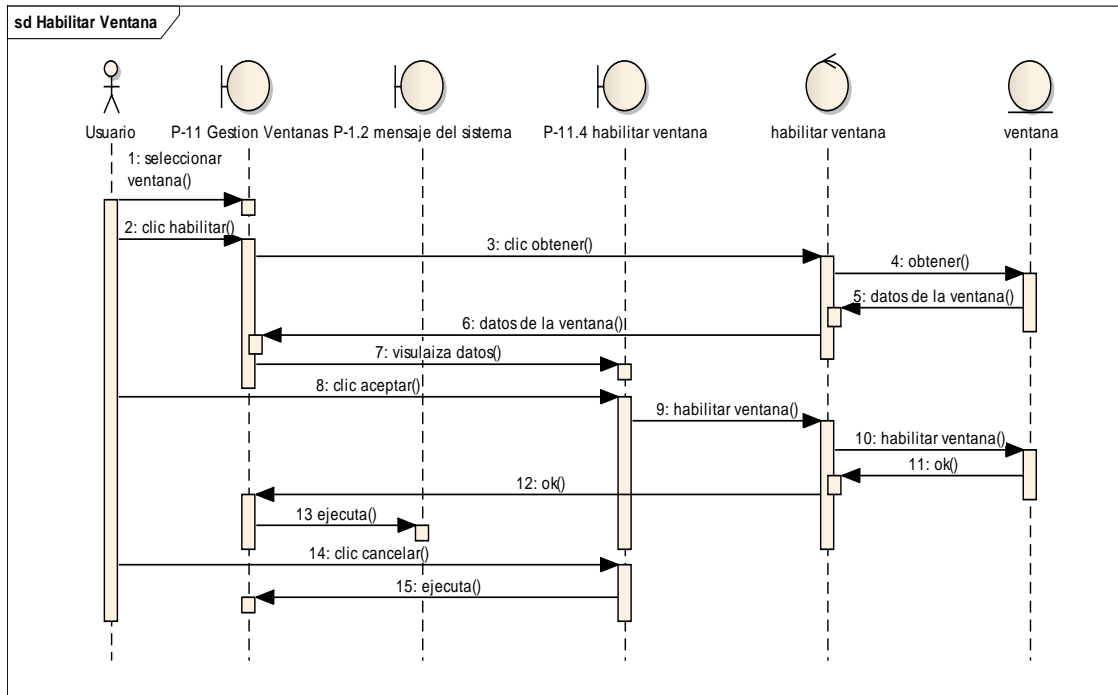 sd Habilitar Ventana
Usuario
P-11 Gestion Ventanas
P-1.2 mensaje del sistema
P-11.4 habilitar ventana
habilitar ventana
ventana
1: seleccionar
ventana()
2: clic habilitar()
3: clic obtener()
4: obtener()
5: datos de la ventana()
6: datos de la ventana()
7: visulaiza datos()
8: clic aceptar()
9: habilitar ventana()
10: habilitar ventana()
11: ok()
12: ok()
13 ejecuta()
14: clic cancelar()
15: ejecuta()